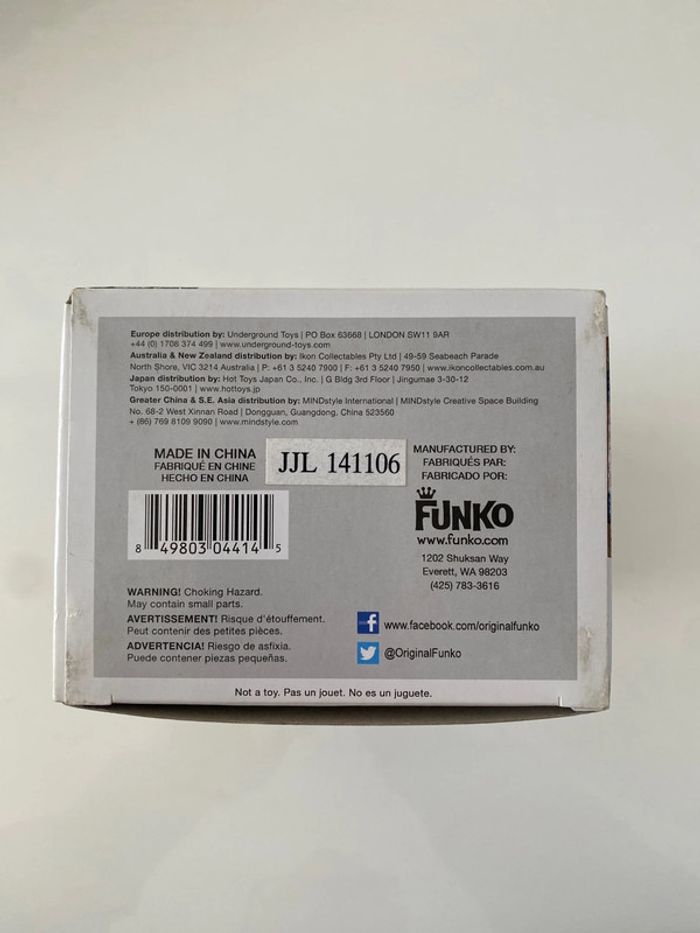 Europe distribution by: Underground Toys | PO Box 63668 | LONDON SW11 9AR
+44 (0) 1708 374 499 | www.underground-toys.com
Australia & New Zealand distribution by: Ikon Collectables Pty Ltd | 49-59 Seabeach Parade
North Shore, VIC 3214 Australia | P: +61 3 5240 7900 | F: +61 3 5240 7950 | www.ikoncollectables.com.au
Japan distribution by: Hot Toys Japan Co., Inc. | G Bldg 3rd Floor | Jingumae 3-30-12
Tokyo 150-0001 | www.hottoys.jp
Greater China & S.E. Asia distribution by: MINDstyle International | MINDstyle Creative Space Building
No. 68-2 West Xinnan Road | Dongguan, Guangdong. China 523560
+ (86) 769 8109 9090 | www.mindstyle.com
MADE IN CHINA
FABRIQUÉ EN CHINE
HECHO EN CHINA
JJL 141106
MANUFACTURED BY:
FABRIQUÉS PAR:
FABRICADO POR:
FUNKO
www.funko.com
1202 Shuksan Way
Everett, WA 98203
(425) 783-3616
8 49803 04414 5
WARNING! Choking Hazard.
May contain small parts.
AVERTISSEMENT! Risque d'étouffement.
Peut contenir des petites pièces.
ADVERTENCIA! Riesgo de asfixia.
Puede contener piezas pequeñas.
f www.facebook.com/originalfunko
@OriginalFunko
Not a toy. Pas un jouet. No es un juguete.